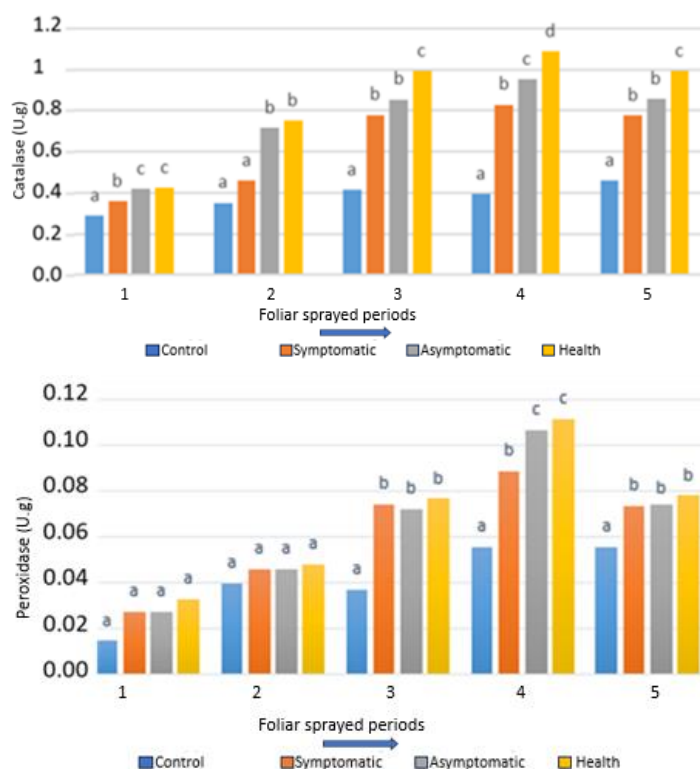 1.2
1
0.8
0.6
0.4
0.2
0.0
Catalase (U.g)
a b c c
a a b b
a b b c
a b c d
a b b c
1 2 3 4 5
Foliar sprayed periods
Control Symptomatic Asymptomatic Health
0.12
0.10
0.08
0.06
0.04
0.02
0.00
Peroxidase (U.g)
a a a a
a a a a
a b b b
a b c c
a b b b
1 2 3 4 5
Foliar sprayed periods
Control Symptomatic Asymptomatic Health